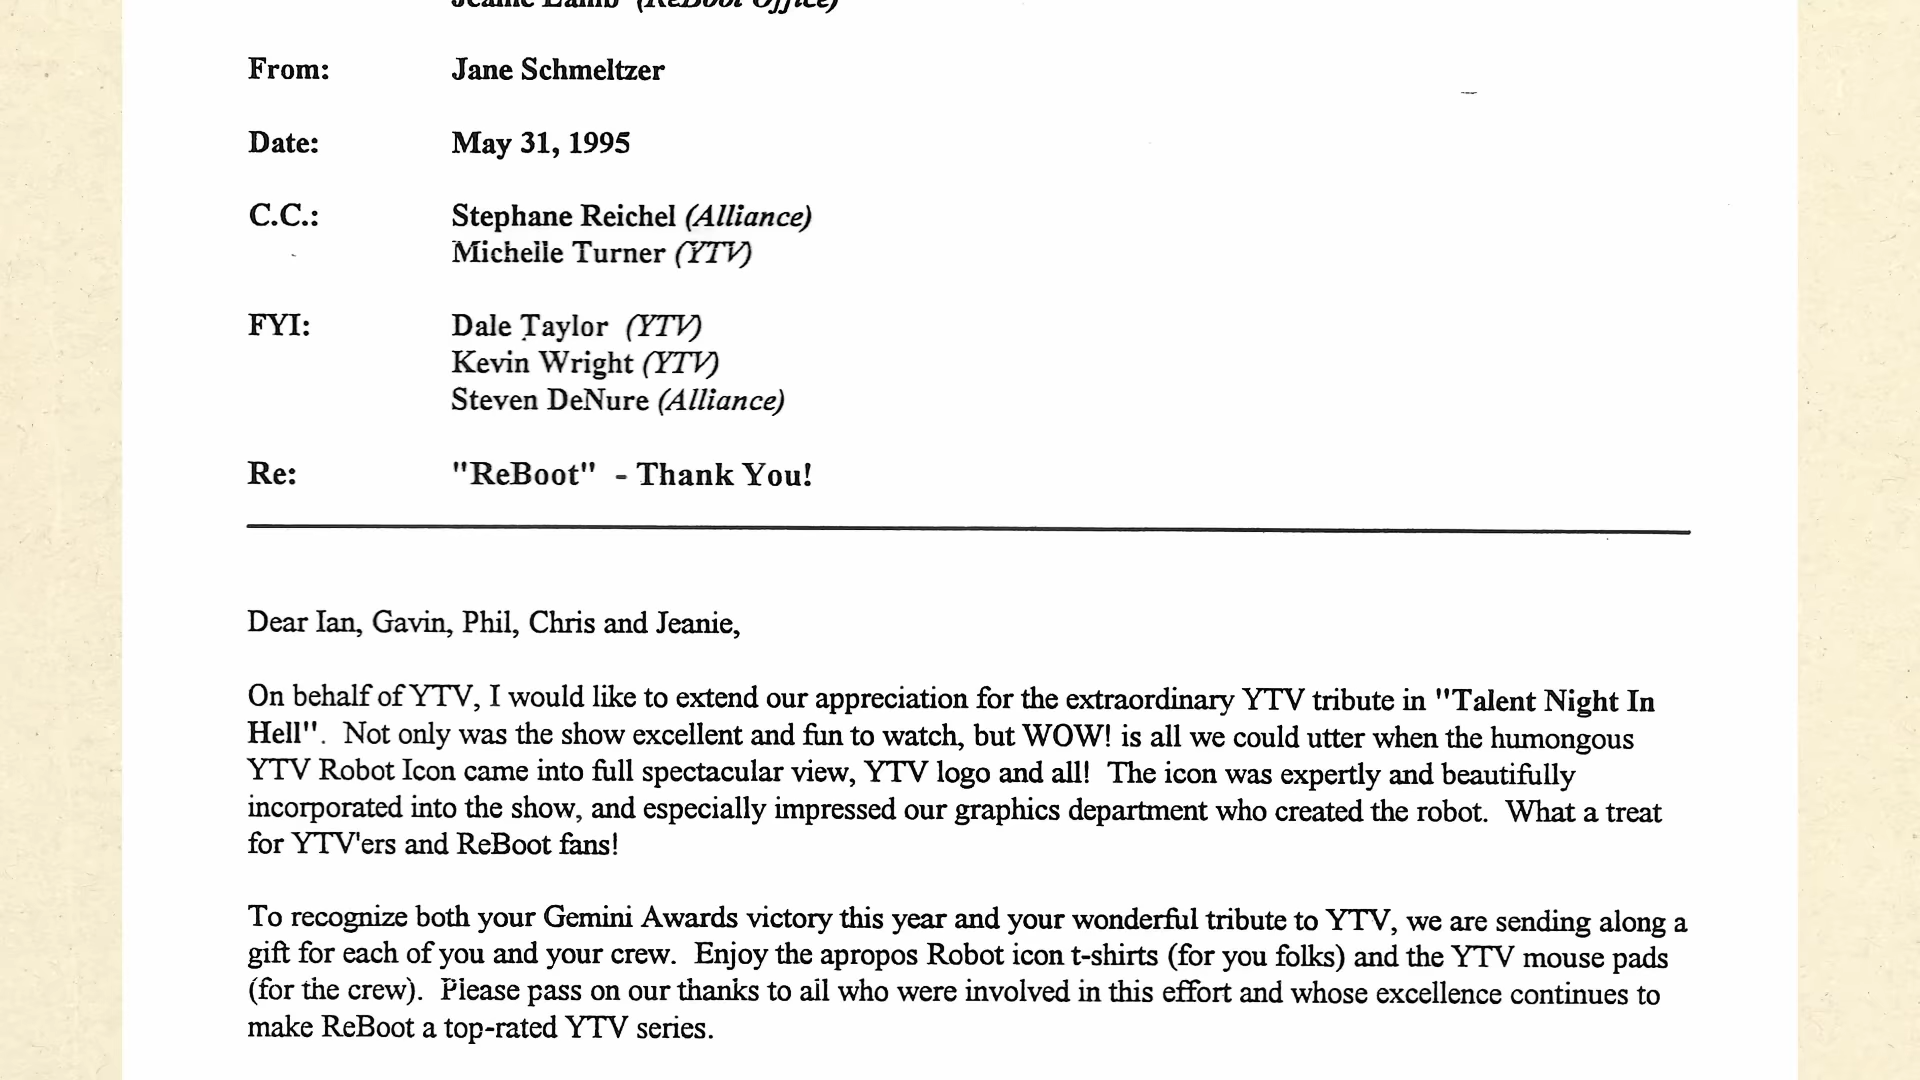 Jeanie Lamb (ReBoot Office)
From: Jane Schmeltzer
Date: May 31, 1995
C.C.: Stephane Reichel (Alliance)
Michelle Turner (YTV)
FYI: Dale Taylor (YTV)
Kevin Wright (YTV)
Steven DeNure (Alliance)
Re: "ReBoot" - Thank You!
Dear Ian, Gavin, Phil, Chris and Jeanie,
On behalf of YTV, I would like to extend our appreciation for the extraordinary YTV tribute in "Talent Night In
Hell". Not only was the show excellent and fun to watch, but WOW! is all we could utter when the humongous
YTV Robot Icon came into full spectacular view, YTV logo and all! The icon was expertly and beautifully
incorporated into the show, and especially impressed our graphics department who created the robot. What a treat
for YTV'ers and ReBoot fans!
To recognize both your Gemini Awards victory this year and your wonderful tribute to YTV, we are sending along a
gift for each of you and your crew. Enjoy the apropos Robot icon t-shirts (for you folks) and the YTV mouse pads
(for the crew). Please pass on our thanks to all who were involved in this effort and whose excellence continues to
make ReBoot a top-rated YTV series.